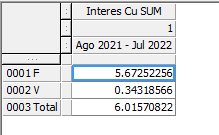 Interes Cu SUM
1
Ago 2021 - Jul 2022
...
0001 F 5.67252256
0002 V 0.34318566
0003 Total 6.01570822